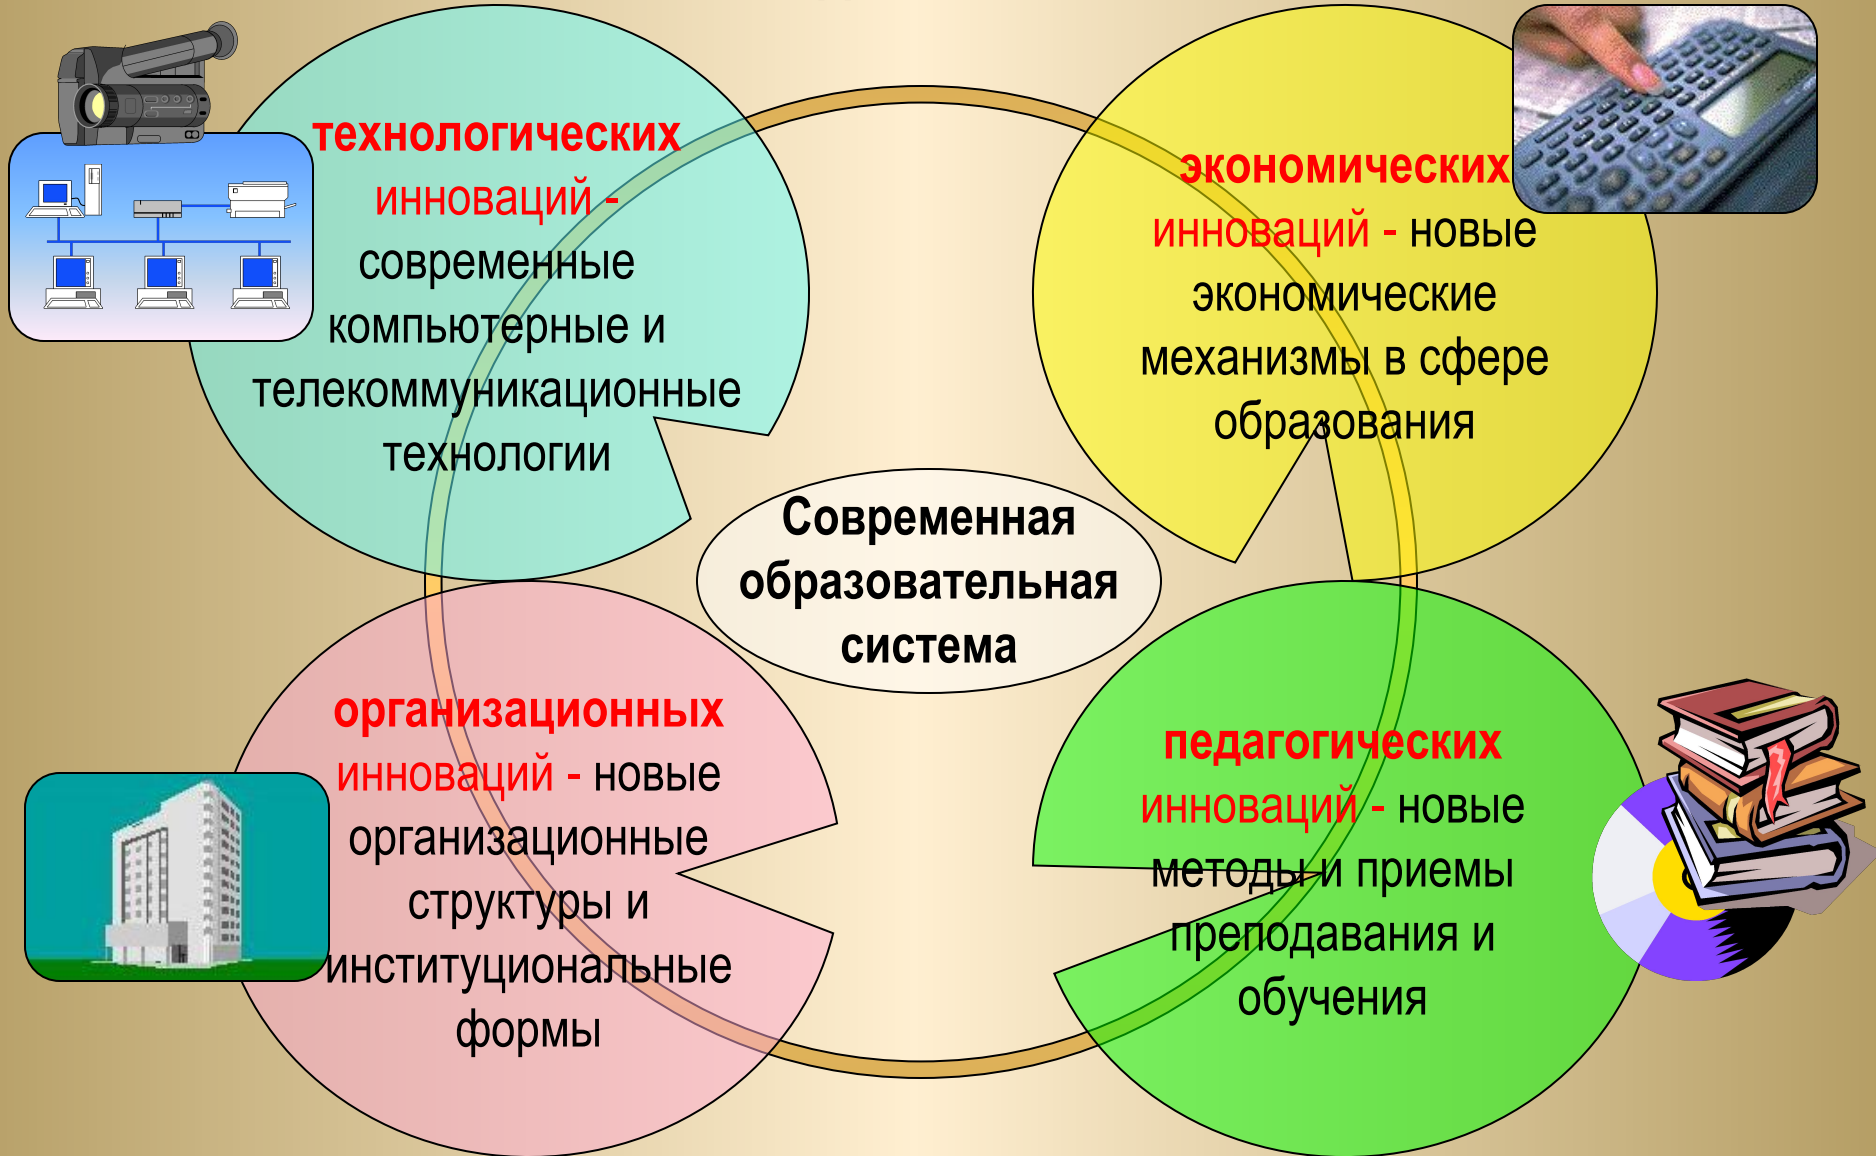 технологических
инноваций -
современные
компьютерные и
телекоммуникационные
технологии
экономических
инноваций - новые
экономические
механизмы в сфере
образования
Современная
образовательная
система
организационных
инноваций - новые
организационные
структуры и
институциональные
формы
педагогических
инноваций - новые
методы и приемы
преподавания и
обучения